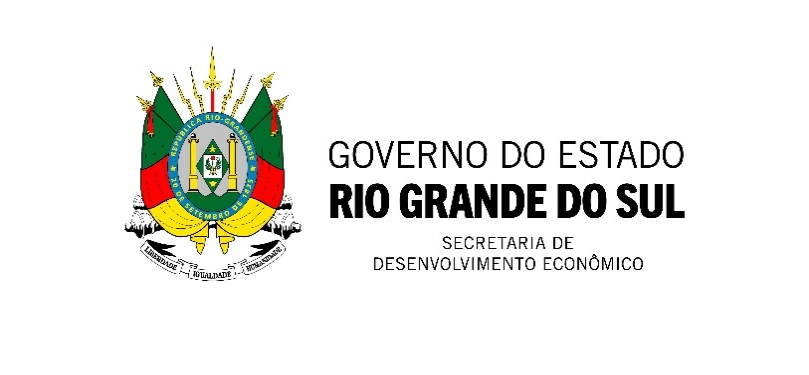 REPÚBLICA RIO-GRANDENSE
20 DE SETEMBRO DE 1835
LIBERDADE IGUALDADE HUMANIDADE
GOVERNO DO ESTADO
RIO GRANDE DO SUL
SECRETARIA DE
DESENVOLVIMENTO ECONÔMICO